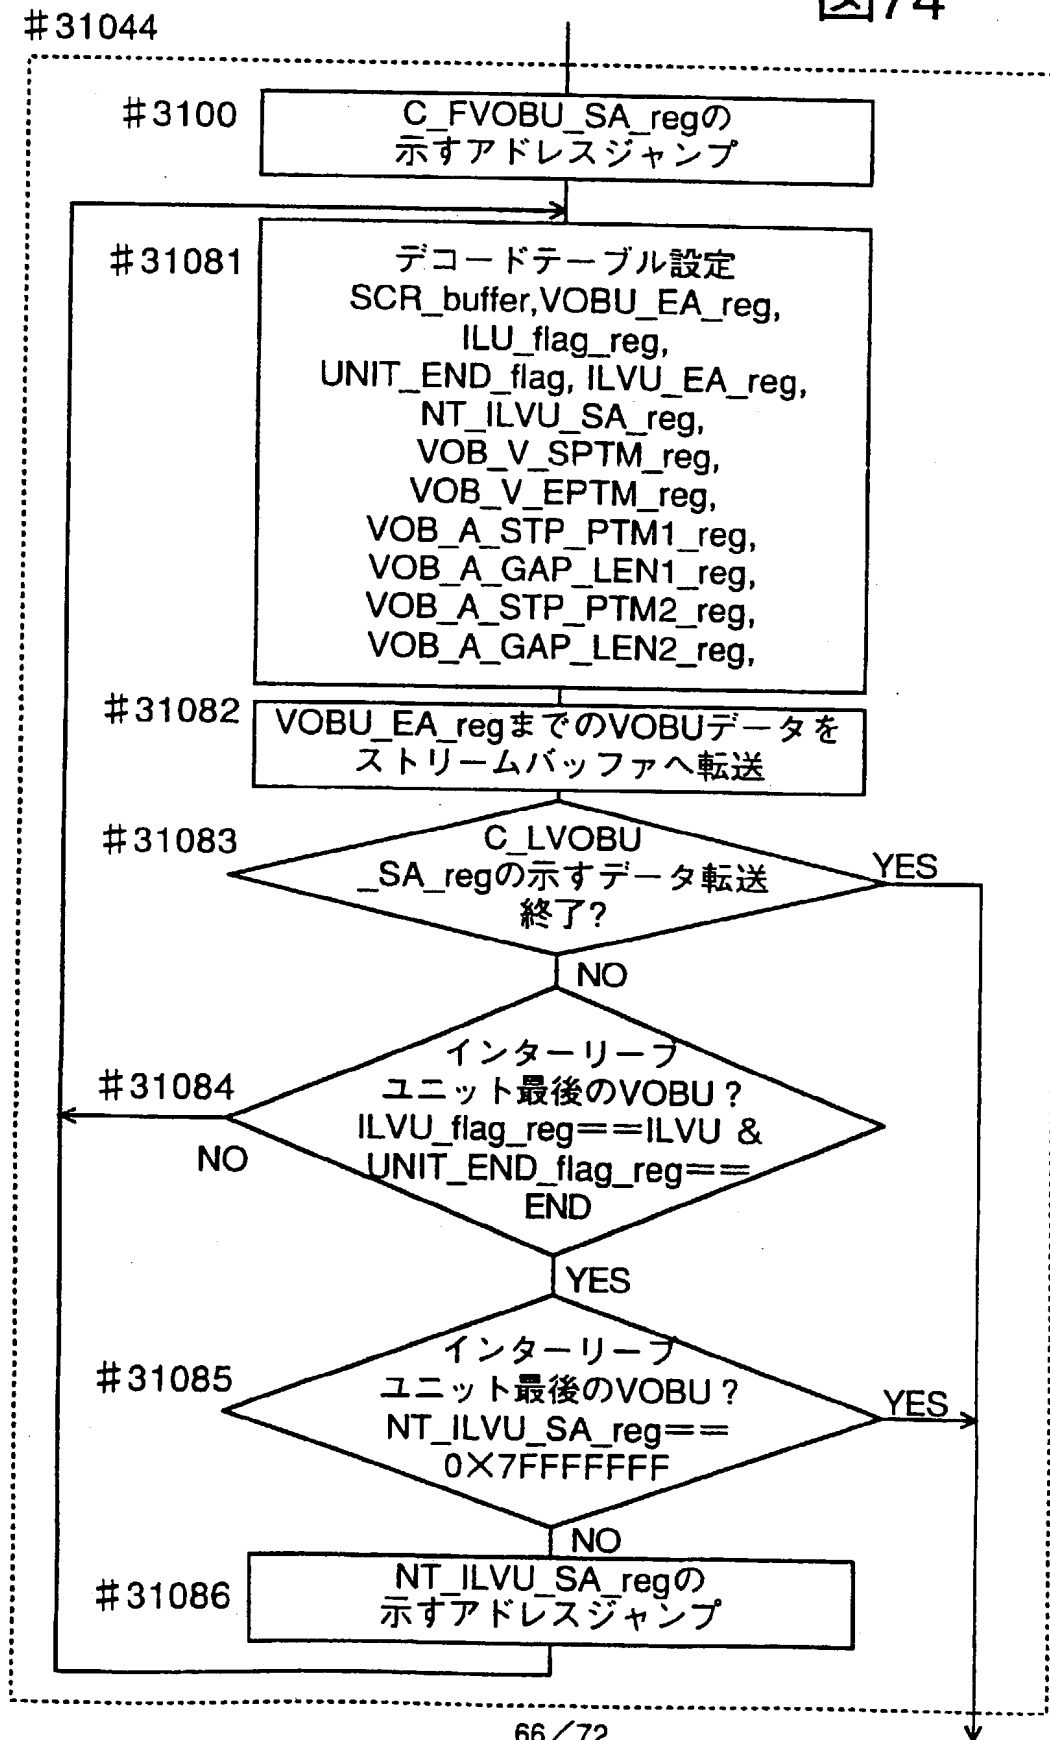 図74
#31044
#3100
C_FVOBU_SA_regの
示すアドレスジャンプ
#31081
デコードテーブル設定
SCR_buffer,VOBU_EA_reg,
ILU_flag_reg,
UNIT_END_flag, ILVU_EA_reg,
NT_ILVU_SA_reg,
VOB_V_SPTM_reg,
VOB_V_EPTM_reg,
VOB_A_STP_PTM1_reg,
VOB_A_GAP_LEN1_reg,
VOB_A_STP_PTM2_reg,
VOB_A_GAP_LEN2_reg,
#31082
VOBU_EA_regまでのVOBUデータを
ストリームバッファへ転送
#31083
C_LVOBU
_SA_regの示すデータ転送
終了?
YES
NO
#31084
インターリーブ
ユニット最後のVOBU?
ILVU_flag_reg==ILVU &
UNIT_END_flag_reg==
END
NO
YES
#31085
インターリーブ
ユニット最後のVOBU?
NT_ILVU_SA_reg==
0×7FFFFFFF
YES
NO
#31086
NT_ILVU_SA_regの
示すアドレスジャンプ
66/72